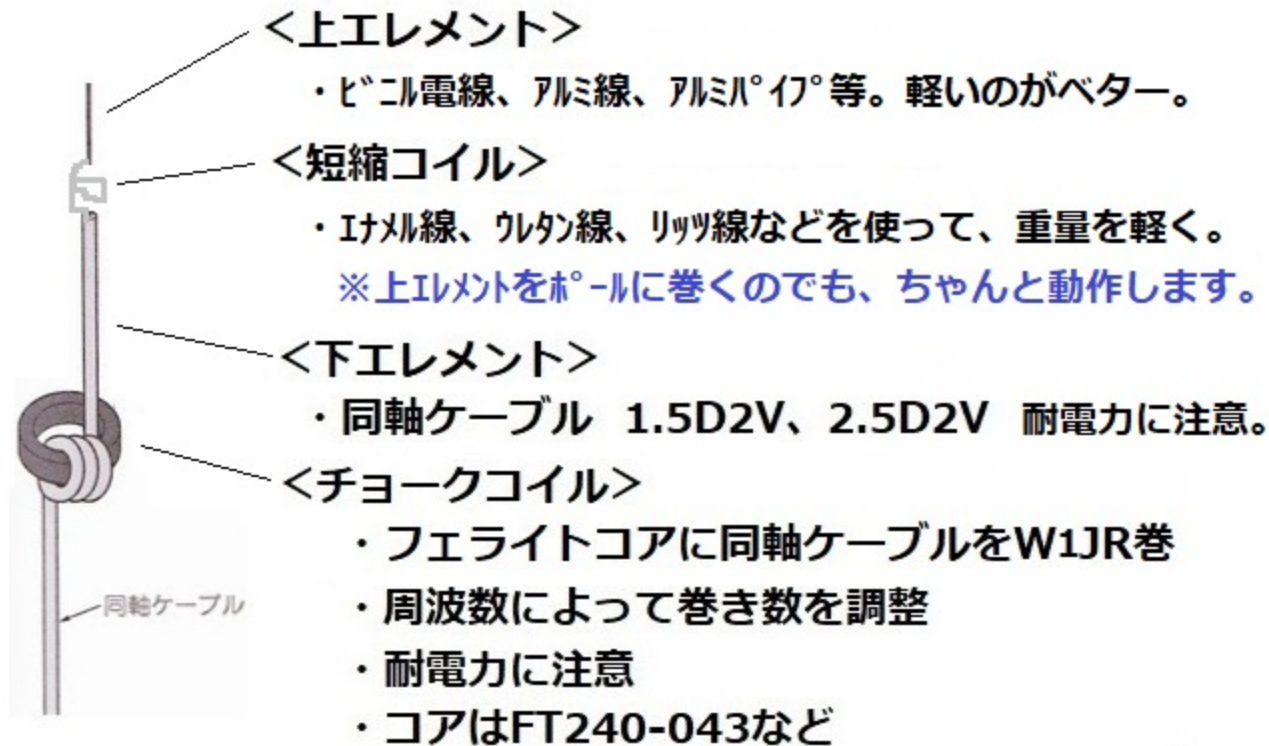 ＜上エレメント＞
・ﾋﾞﾆﾙ電線、ｱﾙﾐ線、ｱﾙﾐﾊﾟｲﾌﾟ等。軽いのがベター。
＜短縮コイル＞
・ｴﾅﾒﾙ線、ｳﾚﾀﾝ線、ﾘｯﾂ線などを使って、重量を軽く。
※上ｴﾚﾒﾝﾄをﾎﾟｰﾙに巻くのでも、ちゃんと動作します。
＜下エレメント＞
・同軸ケーブル 1.5D2V、2.5D2V 耐電力に注意。
＜チョークコイル＞
・フェライトコアに同軸ケーブルをW1JR巻
・周波数によって巻き数を調整
同軸ケーブル
・耐電力に注意
・コアはFT240-043など